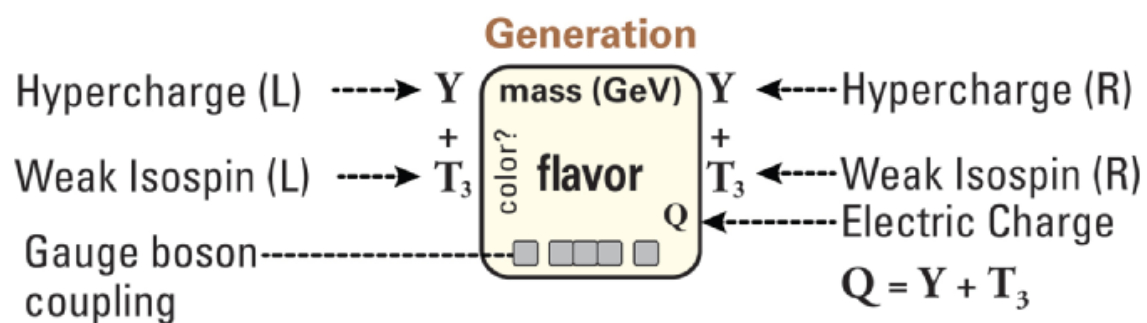 Generation
Hypercharge (L) Y mass (GeV) Y Hypercharge (R)
+ color? +
Weak Isospin (L) T₃ flavor T₃ Weak Isospin (R)
Q Electric Charge
Gauge boson
coupling
Q = Y + T₃